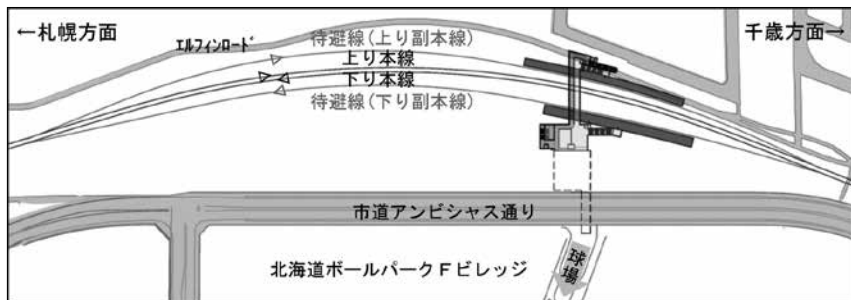 ←札幌方面
千歳方面→
ｴﾙﾌｨﾝﾛｰﾄﾞ
待避線(上り副本線)
上り本線
下り本線
待避線(下り副本線)
市道アンビシャス通り
北海道ボールパークＦビレッジ
球場